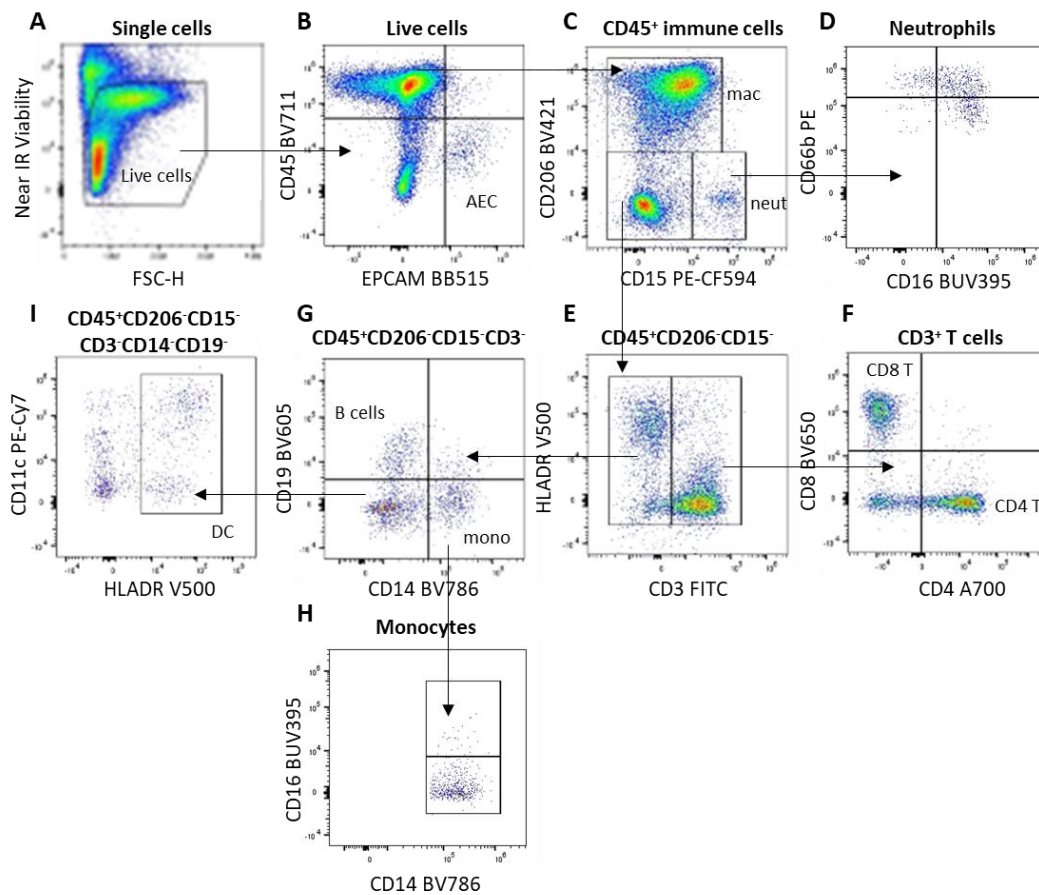 A
Single cells
Near IR Viability
Live cells
FSC-H
B
Live cells
CD45 BV711
AEC
EPCAM BB515
C
CD45⁺ immune cells
CD206 BV421
mac
neut
CD15 PE-CF594
D
Neutrophils
CD66b PE
CD16 BUV395
I
CD45⁺CD206⁻CD15⁻
CD3⁻CD14⁻CD19⁻
CD11c PE-Cy7
DC
HLADR V500
G
CD45⁺CD206⁻CD15⁻CD3⁻
CD19 BV605
B cells
mono
CD14 BV786
E
CD45⁺CD206⁻CD15⁻
HLADR V500
CD3 FITC
F
CD3⁺ T cells
CD8 BV650
CD8 T
CD4 T
CD4 A700
H
Monocytes
CD16 BUV395
CD14 BV786